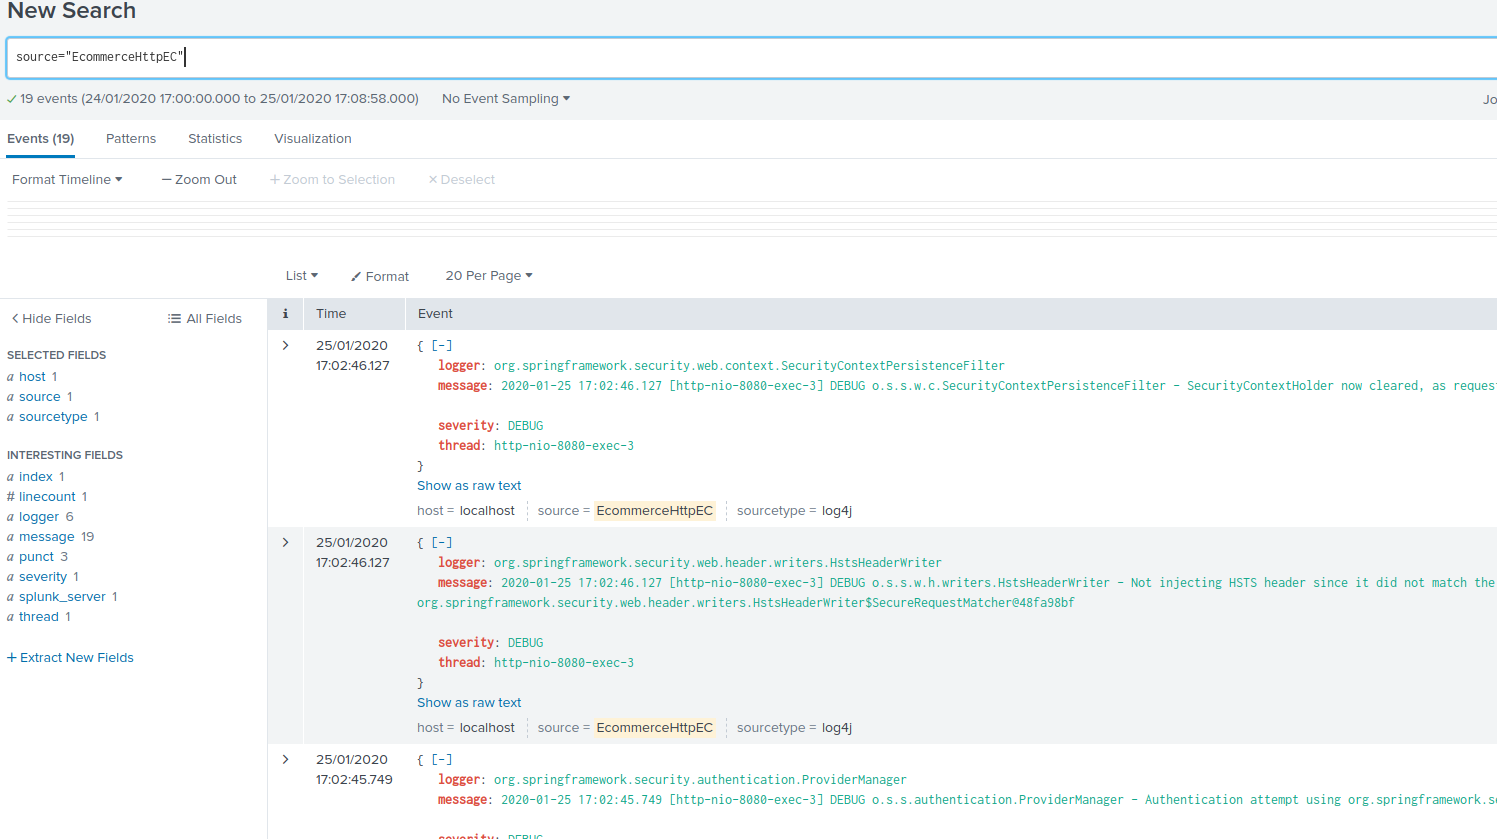 New Search
source="EcommerceHttpEC"
✓ 19 events (24/01/2020 17:00:00.000 to 25/01/2020 17:08:58.000) No Event Sampling
Jo
Events (19) Patterns Statistics Visualization
Format Timeline — Zoom Out + Zoom to Selection × Deselect
List Format 20 Per Page
< Hide Fields All Fields
i Time Event
SELECTED FIELDS
a host 1
a source 1
a sourcetype 1
INTERESTING FIELDS
a index 1
# linecount 1
a logger 6
a message 19
a punct 3
a severity 1
a splunk_server 1
a thread 1
+ Extract New Fields
> 25/01/2020 17:02:46.127
{ [-]
logger: org.springframework.security.web.context.SecurityContextPersistenceFilter
message: 2020-01-25 17:02:46.127 [http-nio-8080-exec-3] DEBUG o.s.s.w.c.SecurityContextPersistenceFilter - SecurityContextHolder now cleared, as reques
severity: DEBUG
thread: http-nio-8080-exec-3
}
Show as raw text
host = localhost source = EcommerceHttpEC sourcetype = log4j
> 25/01/2020 17:02:46.127
{ [-]
logger: org.springframework.security.web.header.writers.HstsHeaderWriter
message: 2020-01-25 17:02:46.127 [http-nio-8080-exec-3] DEBUG o.s.s.w.h.writers.HstsHeaderWriter - Not injecting HSTS header since it did not match the
org.springframework.security.web.header.writers.HstsHeaderWriter$SecureRequestMatcher@48fa98bf
severity: DEBUG
thread: http-nio-8080-exec-3
}
Show as raw text
host = localhost source = EcommerceHttpEC sourcetype = log4j
> 25/01/2020 17:02:45.749
{ [-]
logger: org.springframework.security.authentication.ProviderManager
message: 2020-01-25 17:02:45.749 [http-nio-8080-exec-3] DEBUG o.s.s.authentication.ProviderManager - Authentication attempt using org.springframework.s
severity: DEBUG